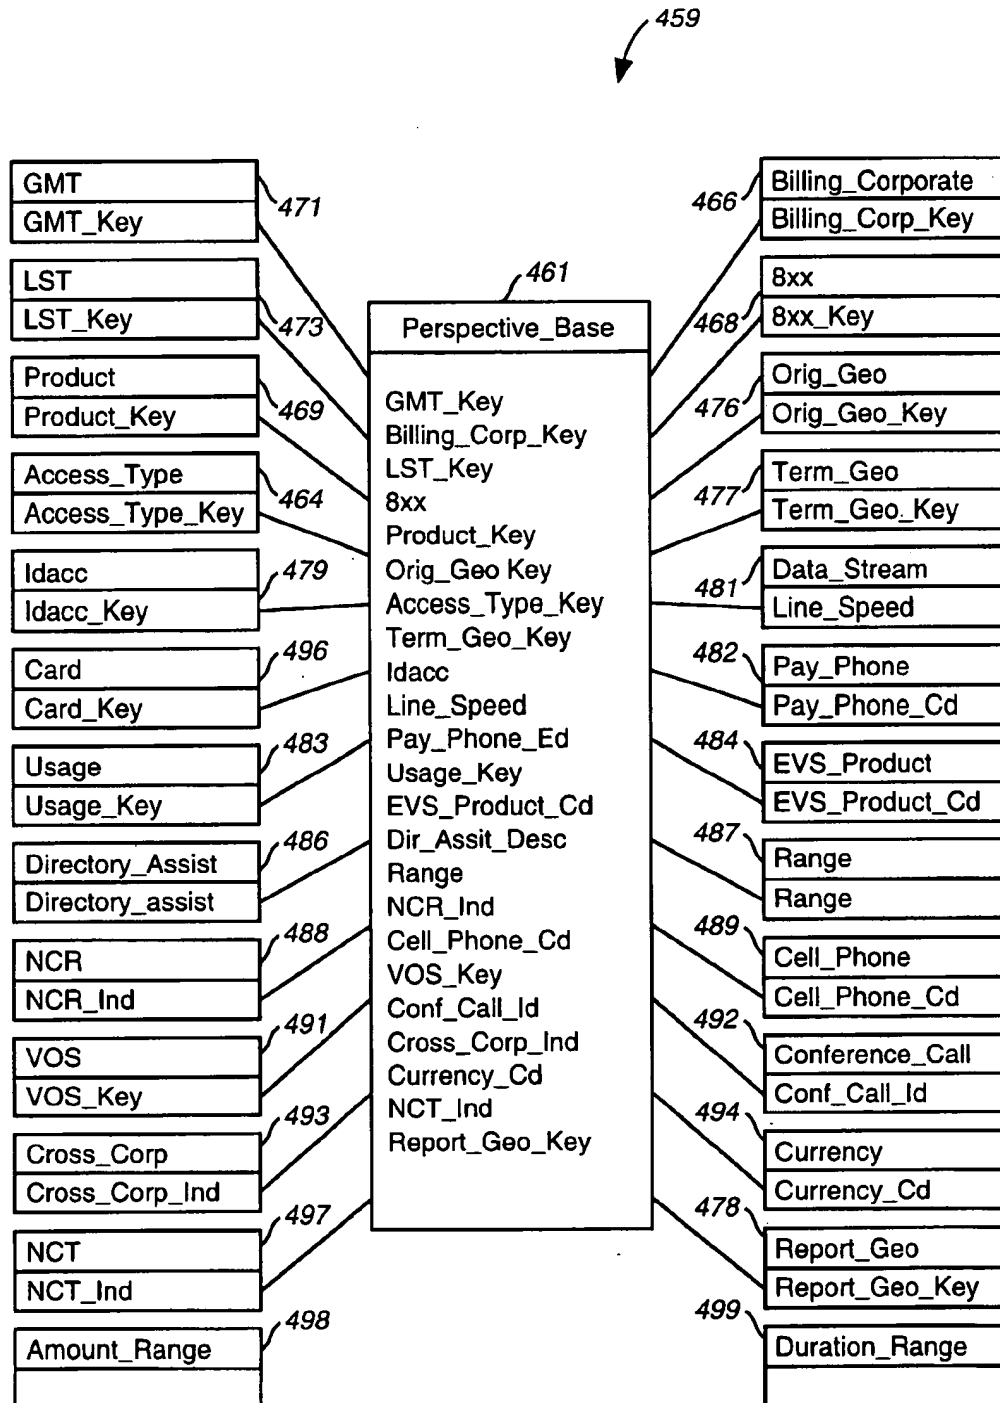 459
GMT
GMT_Key
471
LST
LST_Key
473
Product
Product_Key
469
Access_Type
Access_Type_Key
464
Idacc
Idacc_Key
479
Card
Card_Key
496
Usage
Usage_Key
483
Directory_Assist
Directory_assist
486
NCR
NCR_Ind
488
VOS
VOS_Key
491
Cross_Corp
Cross_Corp_Ind
493
NCT
NCT_Ind
497
Amount_Range
498
461
Perspective_Base
GMT_Key
Billing_Corp_Key
LST_Key
8xx
Product_Key
Orig_Geo Key
Access_Type_Key
Term_Geo_Key
Idacc
Line_Speed
Pay_Phone_Ed
Usage_Key
EVS_Product_Cd
Dir_Assit_Desc
Range
NCR_Ind
Cell_Phone_Cd
VOS_Key
Conf_Call_Id
Cross_Corp_Ind
Currency_Cd
NCT_Ind
Report_Geo_Key
466
Billing_Corporate
Billing_Corp_Key
468
8xx
8xx_Key
476
Orig_Geo
Orig_Geo_Key
477
Term_Geo
Term_Geo_Key
481
Data_Stream
Line_Speed
482
Pay_Phone
Pay_Phone_Cd
484
EVS_Product
EVS_Product_Cd
487
Range
Range
489
Cell_Phone
Cell_Phone_Cd
492
Conference_Call
Conf_Call_Id
494
Currency
Currency_Cd
478
Report_Geo
Report_Geo_Key
499
Duration_Range